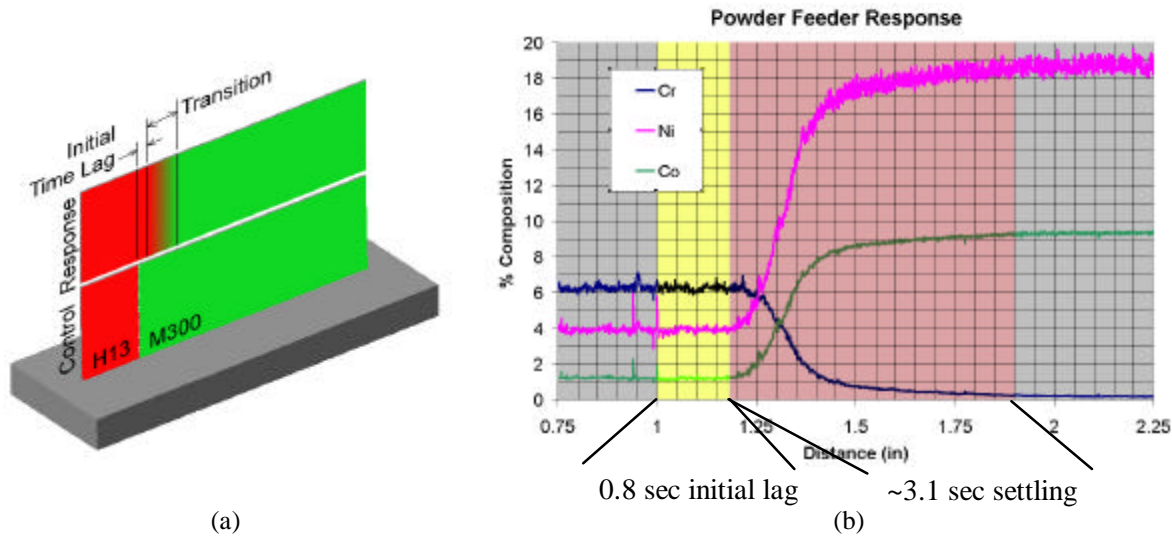 Transition
Initial
Time Lag
Response
Control
H13
M300
(a)
Powder Feeder Response
% Composition
20
18
16
14
12
10
8
6
4
2
0
Cr
Ni
Co
0.75
1
1.25
1.5
1.75
2
2.25
Distance (in)
0.8 sec initial lag
~3.1 sec settling
(b)